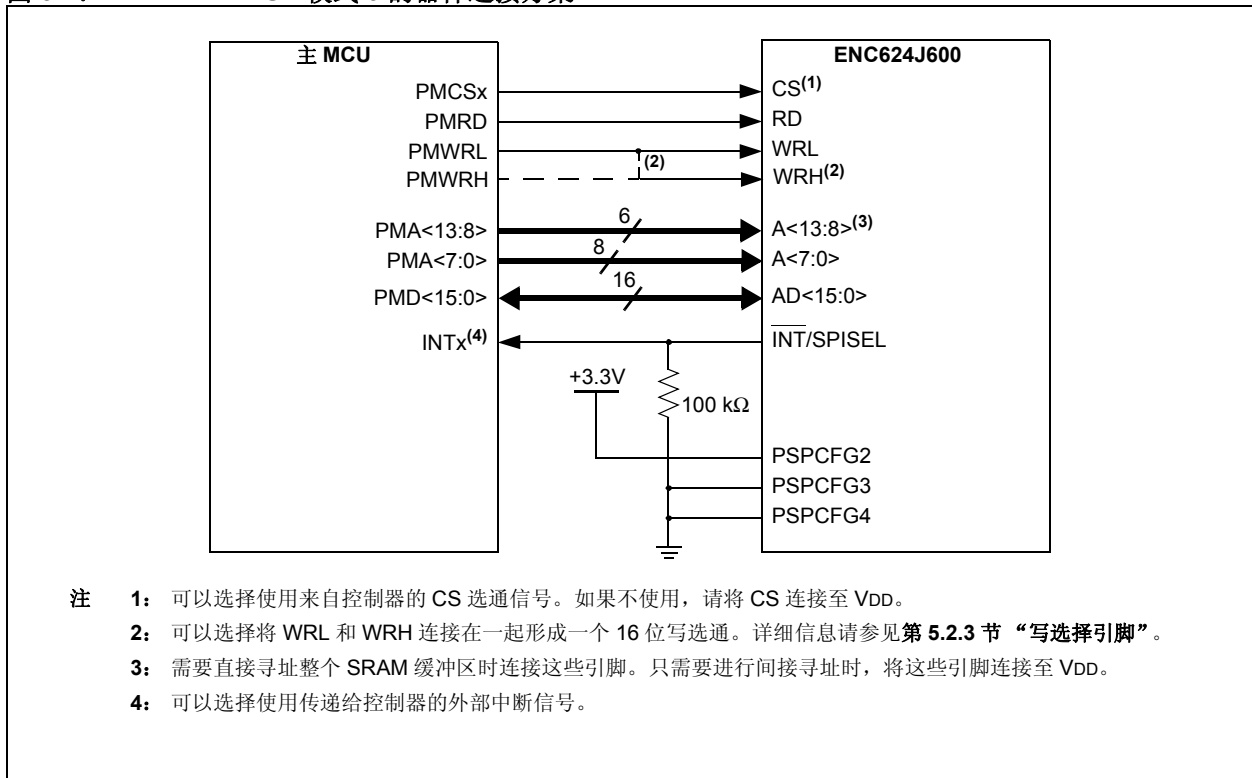 主 MCU
ENC624J600
PMCSx
CS(1)
PMRD
RD
PMWRL
WRL
(2)
PMWRH
WRH(2)
PMA<13:8>
6
A<13:8>(3)
PMA<7:0>
8
A<7:0>
PMD<15:0>
16
AD<15:0>
INTx(4)
INT/SPISEL
+3.3V
100 kΩ
PSPCFG2
PSPCFG3
PSPCFG4
注 1： 可以选择使用来自控制器的 CS 选通信号。如果不使用，请将 CS 连接至 VDD。
2： 可以选择将 WRL 和 WRH 连接在一起形成一个 16 位写选通。详细信息请参见第 5.2.3 节 “写选择引脚”。
3： 需要直接寻址整个 SRAM 缓冲区时连接这些引脚。只需要进行间接寻址时，将这些引脚连接至 VDD。
4： 可以选择使用传递给控制器的外部中断信号。